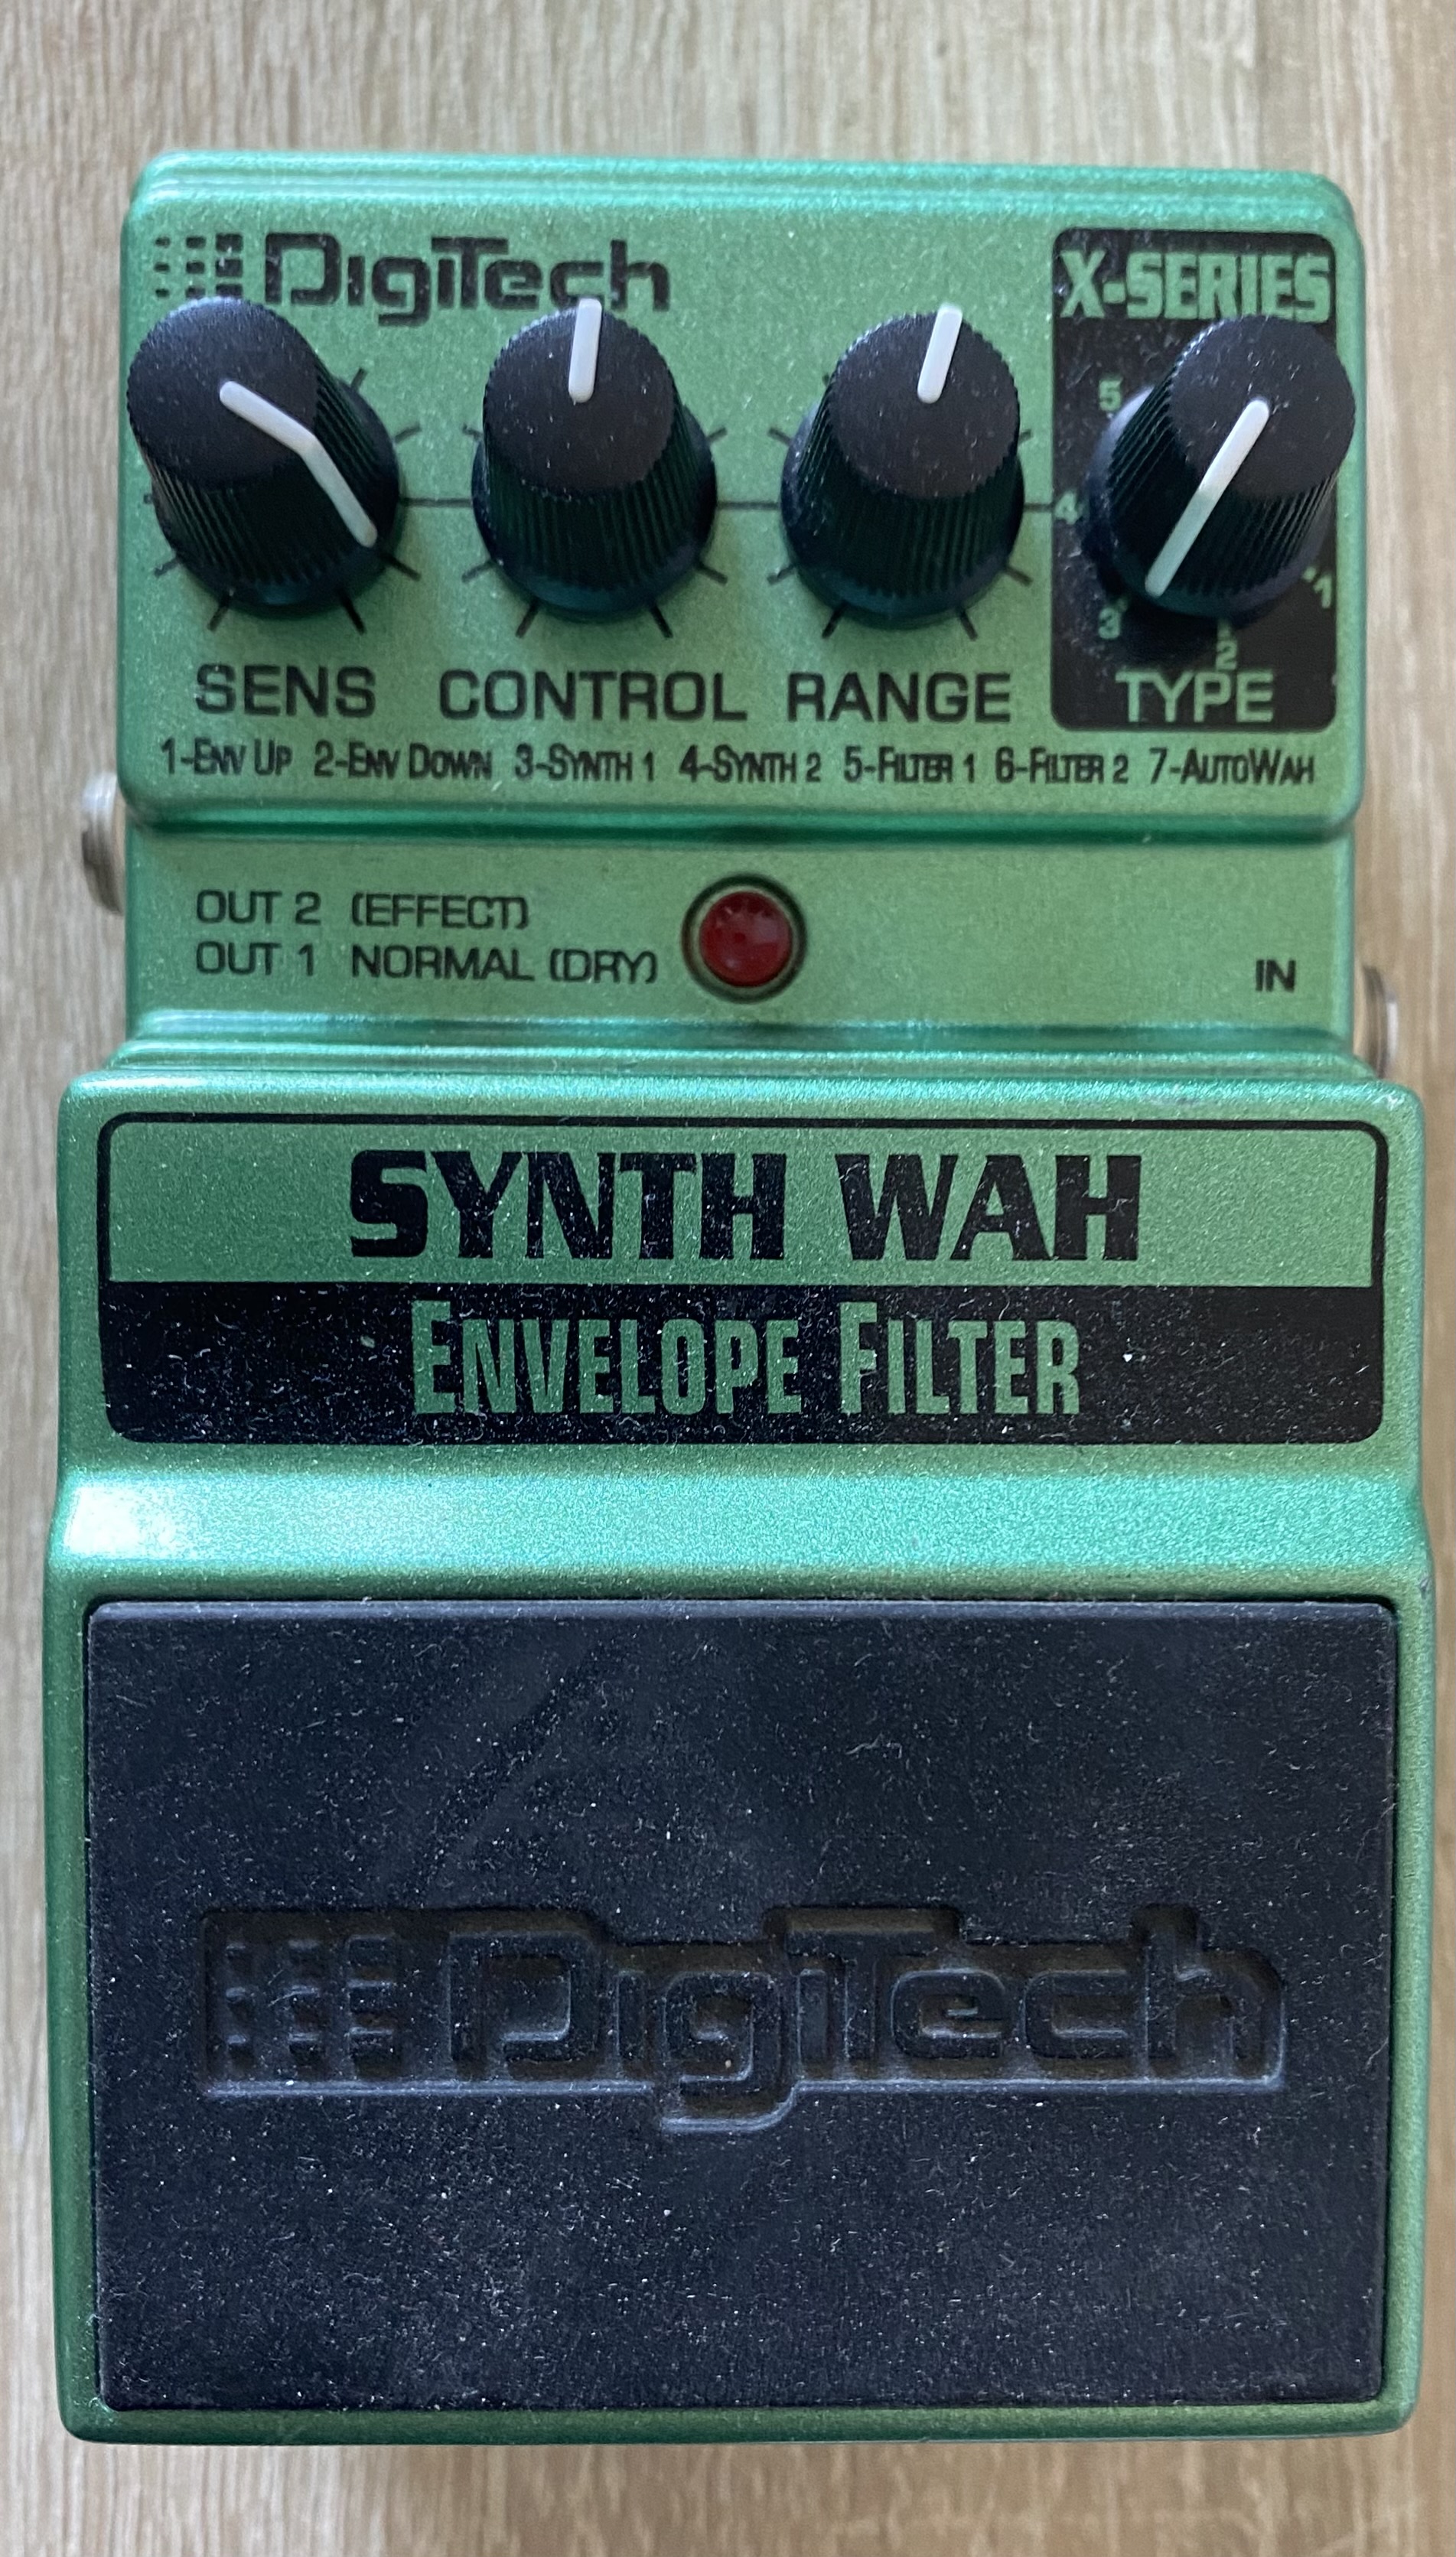 DigiTech
X-SERIES
5
4
3
2
1
SENS CONTROL RANGE TYPE
1-ENV UP 2-ENV DOWN 3-SYNTH 1 4-SYNTH 2 5-FILTER 1 6-FILTER 2 7-AUTOWAH
OUT 2 (EFFECT)
OUT 1 NORMAL (DRY)
IN
SYNTH WAH
ENVELOPE FILTER
DigiTech